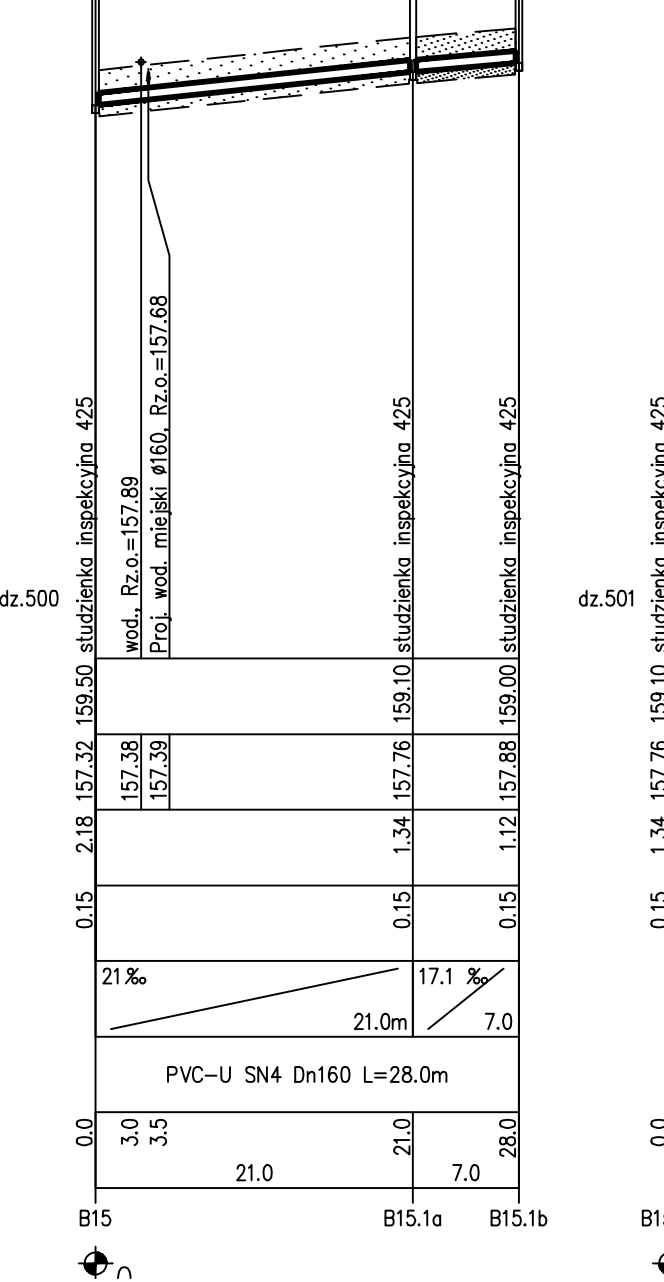 dz.500
studzienka inspekcyjna 425
wod., Rz.o.=157.89
Proj. wod. miejski ø160, Rz.o.=157.68
studzienka inspekcyjna 425
studzienka inspekcyjna 425
dz.501
studzienka inspekcyjna 425
159.50
159.10
159.00
159.10
157.32
157.38
157.39
157.76
157.88
157.76
2.18
1.34
1.12
1.34
0.15
0.15
0.15
0.15
21‰
21.0m
17.1 ‰
7.0
PVC-U SN4 Dn160 L=28.0m
0.0
3.0
3.5
21.0
28.0
0.0
21.0
7.0
B15
B15.1a
B15.1b